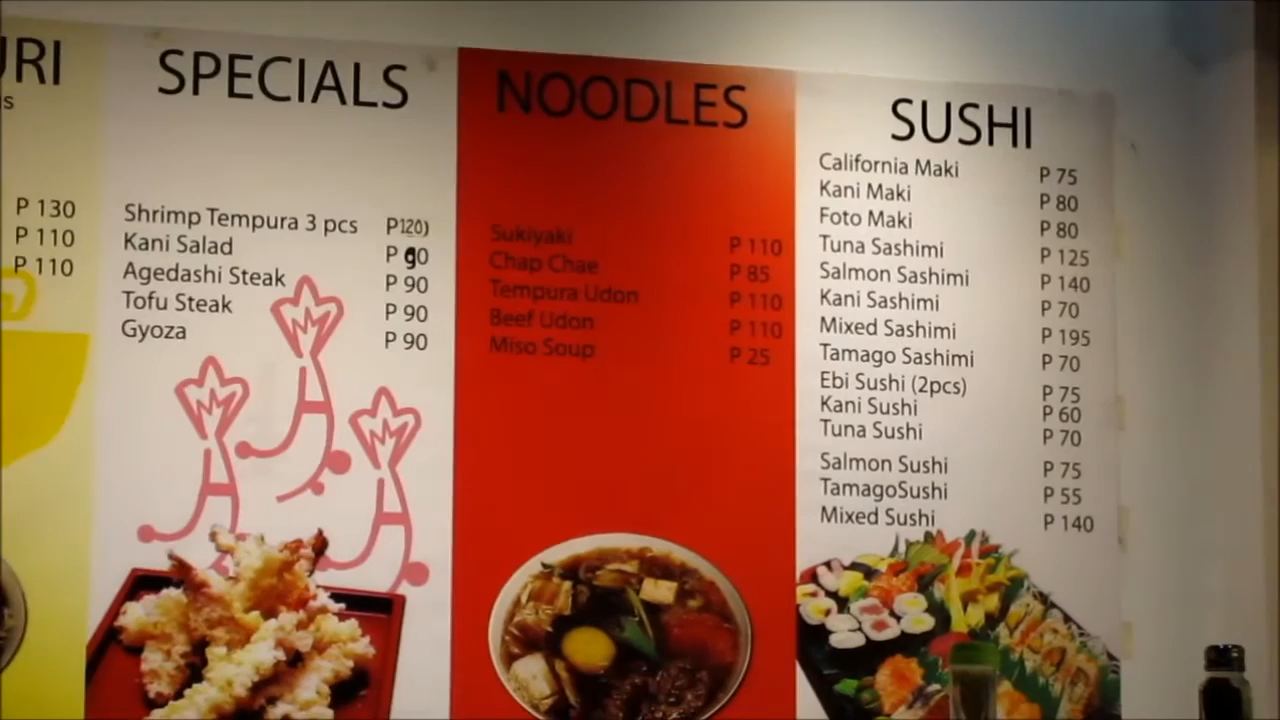 URI
s
P 130
P 110
P 110
SPECIALS
Shrimp Tempura 3 pcs P120)
Kani Salad P 90
Agedashi Steak P 90
Tofu Steak P 90
Gyoza P 90
NOODLES
Sukiyaki P 110
Chap Chae P 85
Tempura Udon P 110
Beef Udon P 110
Miso Soup P 25
SUSHI
California Maki P 75
Kani Maki P 80
Foto Maki P 80
Tuna Sashimi P 125
Salmon Sashimi P 140
Kani Sashimi P 70
Mixed Sashimi P 195
Tamago Sashimi P 70
Ebi Sushi (2pcs) P 75
Kani Sushi P 60
Tuna Sushi P 70
Salmon Sushi P 75
TamagoSushi P 55
Mixed Sushi P 140